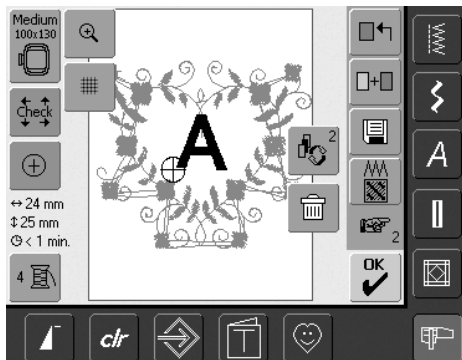 Medium
100x130
Check
A
2
↔ 24 mm
↕ 25 mm
< 1 min.
2
4
OK
A
clr